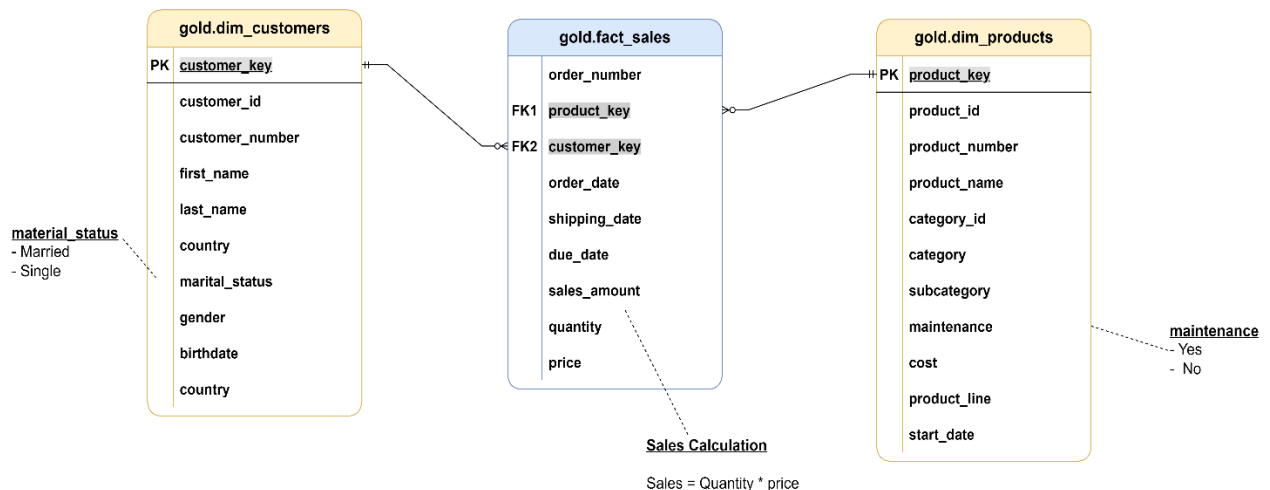 gold.dim_customers
PK customer_key
customer_id
customer_number
first_name
last_name
country
marital_status
gender
birthdate
country
material_status
- Married
- Single
gold.fact_sales
order_number
FK1 product_key
FK2 customer_key
order_date
shipping_date
due_date
sales_amount
quantity
price
Sales Calculation
Sales = Quantity * price
gold.dim_products
PK product_key
product_id
product_number
product_name
category_id
category
subcategory
maintenance
cost
product_line
start_date
maintenance
- Yes
- No